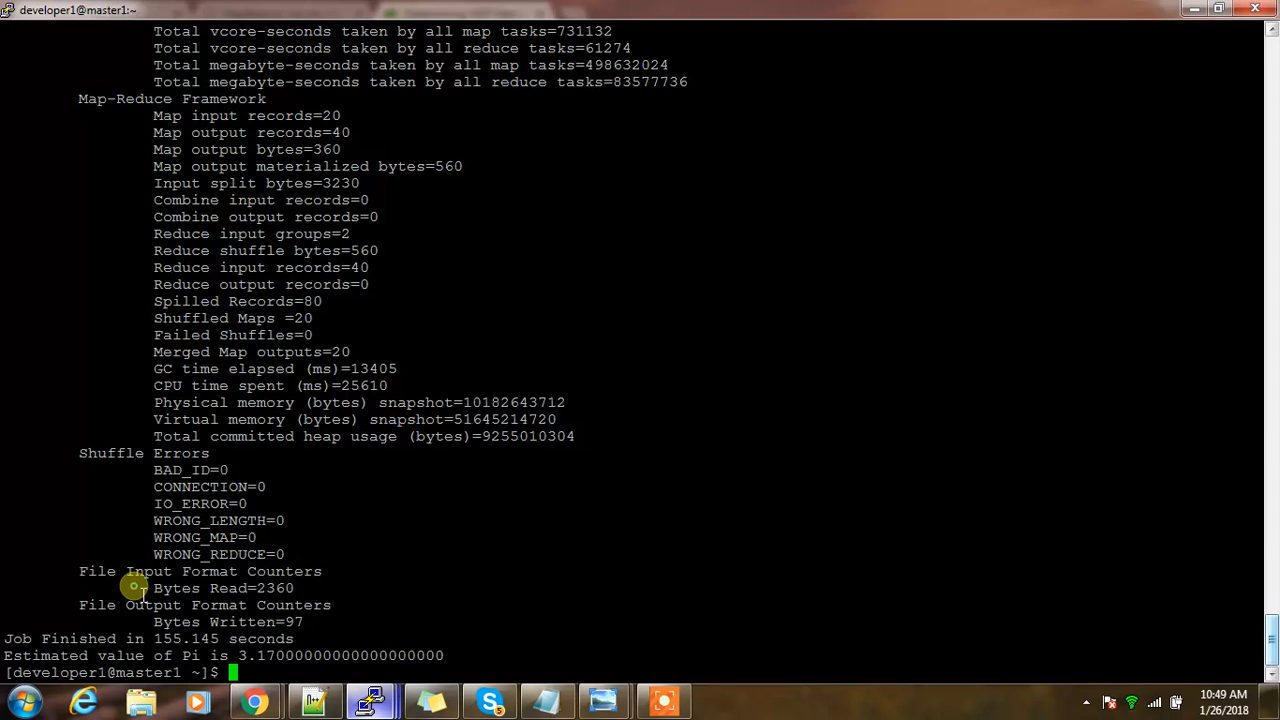 developer1@master1:~
Total vcore-seconds taken by all map tasks=731132
Total vcore-seconds taken by all reduce tasks=61274
Total megabyte-seconds taken by all map tasks=498632024
Total megabyte-seconds taken by all reduce tasks=83577736
Map-Reduce Framework
Map input records=20
Map output records=40
Map output bytes=360
Map output materialized bytes=560
Input split bytes=3230
Combine input records=0
Combine output records=0
Reduce input groups=2
Reduce shuffle bytes=560
Reduce input records=40
Reduce output records=0
Spilled Records=80
Shuffled Maps =20
Failed Shuffles=0
Merged Map outputs=20
GC time elapsed (ms)=13405
CPU time spent (ms)=25610
Physical memory (bytes) snapshot=10182643712
Virtual memory (bytes) snapshot=51645214720
Total committed heap usage (bytes)=9255010304
Shuffle Errors
BAD_ID=0
CONNECTION=0
IO_ERROR=0
WRONG_LENGTH=0
WRONG_MAP=0
WRONG_REDUCE=0
File Input Format Counters
Bytes Read=2360
File Output Format Counters
Bytes Written=97
Job Finished in 155.145 seconds
Estimated value of Pi is 3.17000000000000000000
[developer1@master1 ~]$
10:49 AM
1/26/2018